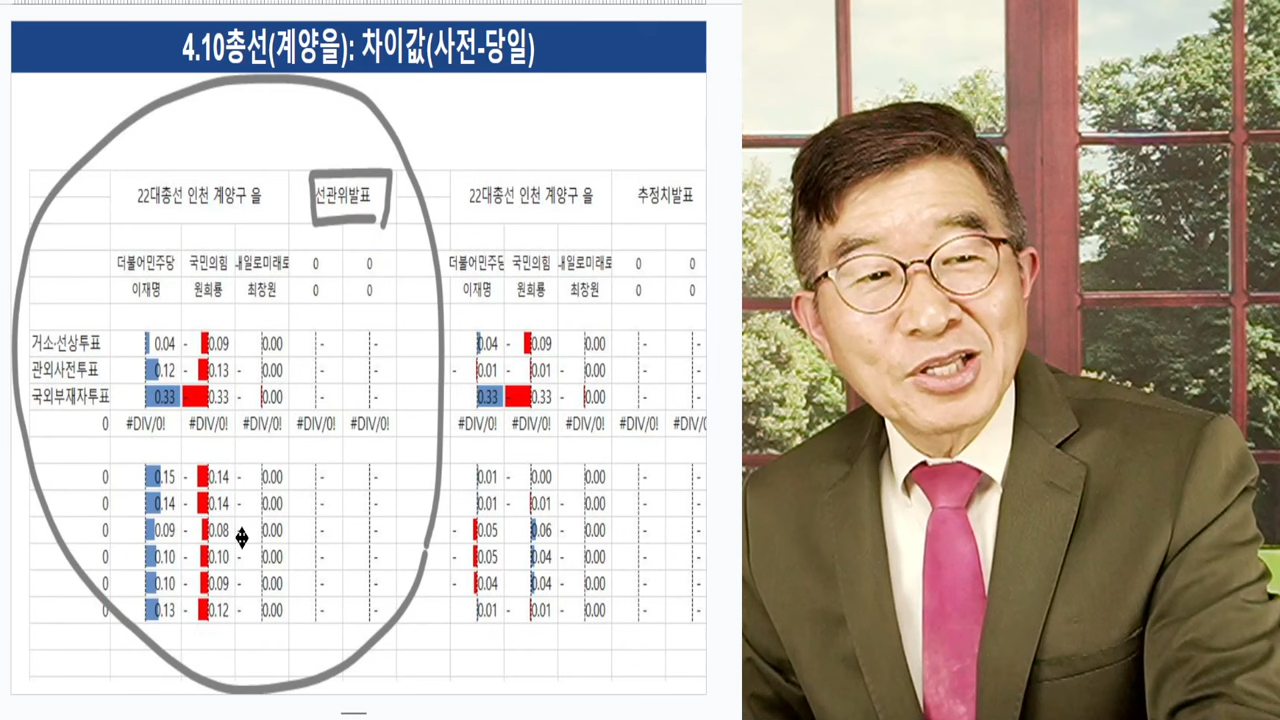 4.10총선(계양을): 차이값(사전-당일)
22대총선 인천 계양구 을 선관위발표 22대총선 인천 계양구 을 추정치발표
더불어민주당 국민의힘 내일로미래로 0 0 더불어민주당 국민의힘 내일로미래로 0 0
이재명 원희룡 최창원 0 0 이재명 원희룡 최창원 0 0
거소·선상투표 0.04 - 0.09 0.00 - - 0.04 - 0.09 0.00 - -
관외사전투표 0.12 - 0.13 - 0.00 - - - 0.01 - 0.01 - 0.00 - -
국외부재자투표 0.33 - 0.33 - 0.00 - - 0.33 - 0.33 - 0.00 - -
0 #DIV/0! #DIV/0! #DIV/0! #DIV/0! #DIV/0! #DIV/0! #DIV/0! #DIV/0! #DIV/0! #DIV/0
0 0.15 - 0.14 - 0.00 - - 0.01 - 0.00 - 0.00 - -
0 0.14 - 0.14 - 0.00 - - 0.01 - 0.01 - 0.00 - -
0 0.09 - 0.08 0.00 - - - 0.05 0.06 - 0.00 - -
0 0.10 - 0.10 - 0.00 - - - 0.05 0.04 - 0.00 - -
0 0.10 - 0.09 - 0.00 - - - 0.04 0.04 - 0.00 - -
0 0.13 - 0.12 - 0.00 - - 0.01 - 0.01 - 0.00 - -